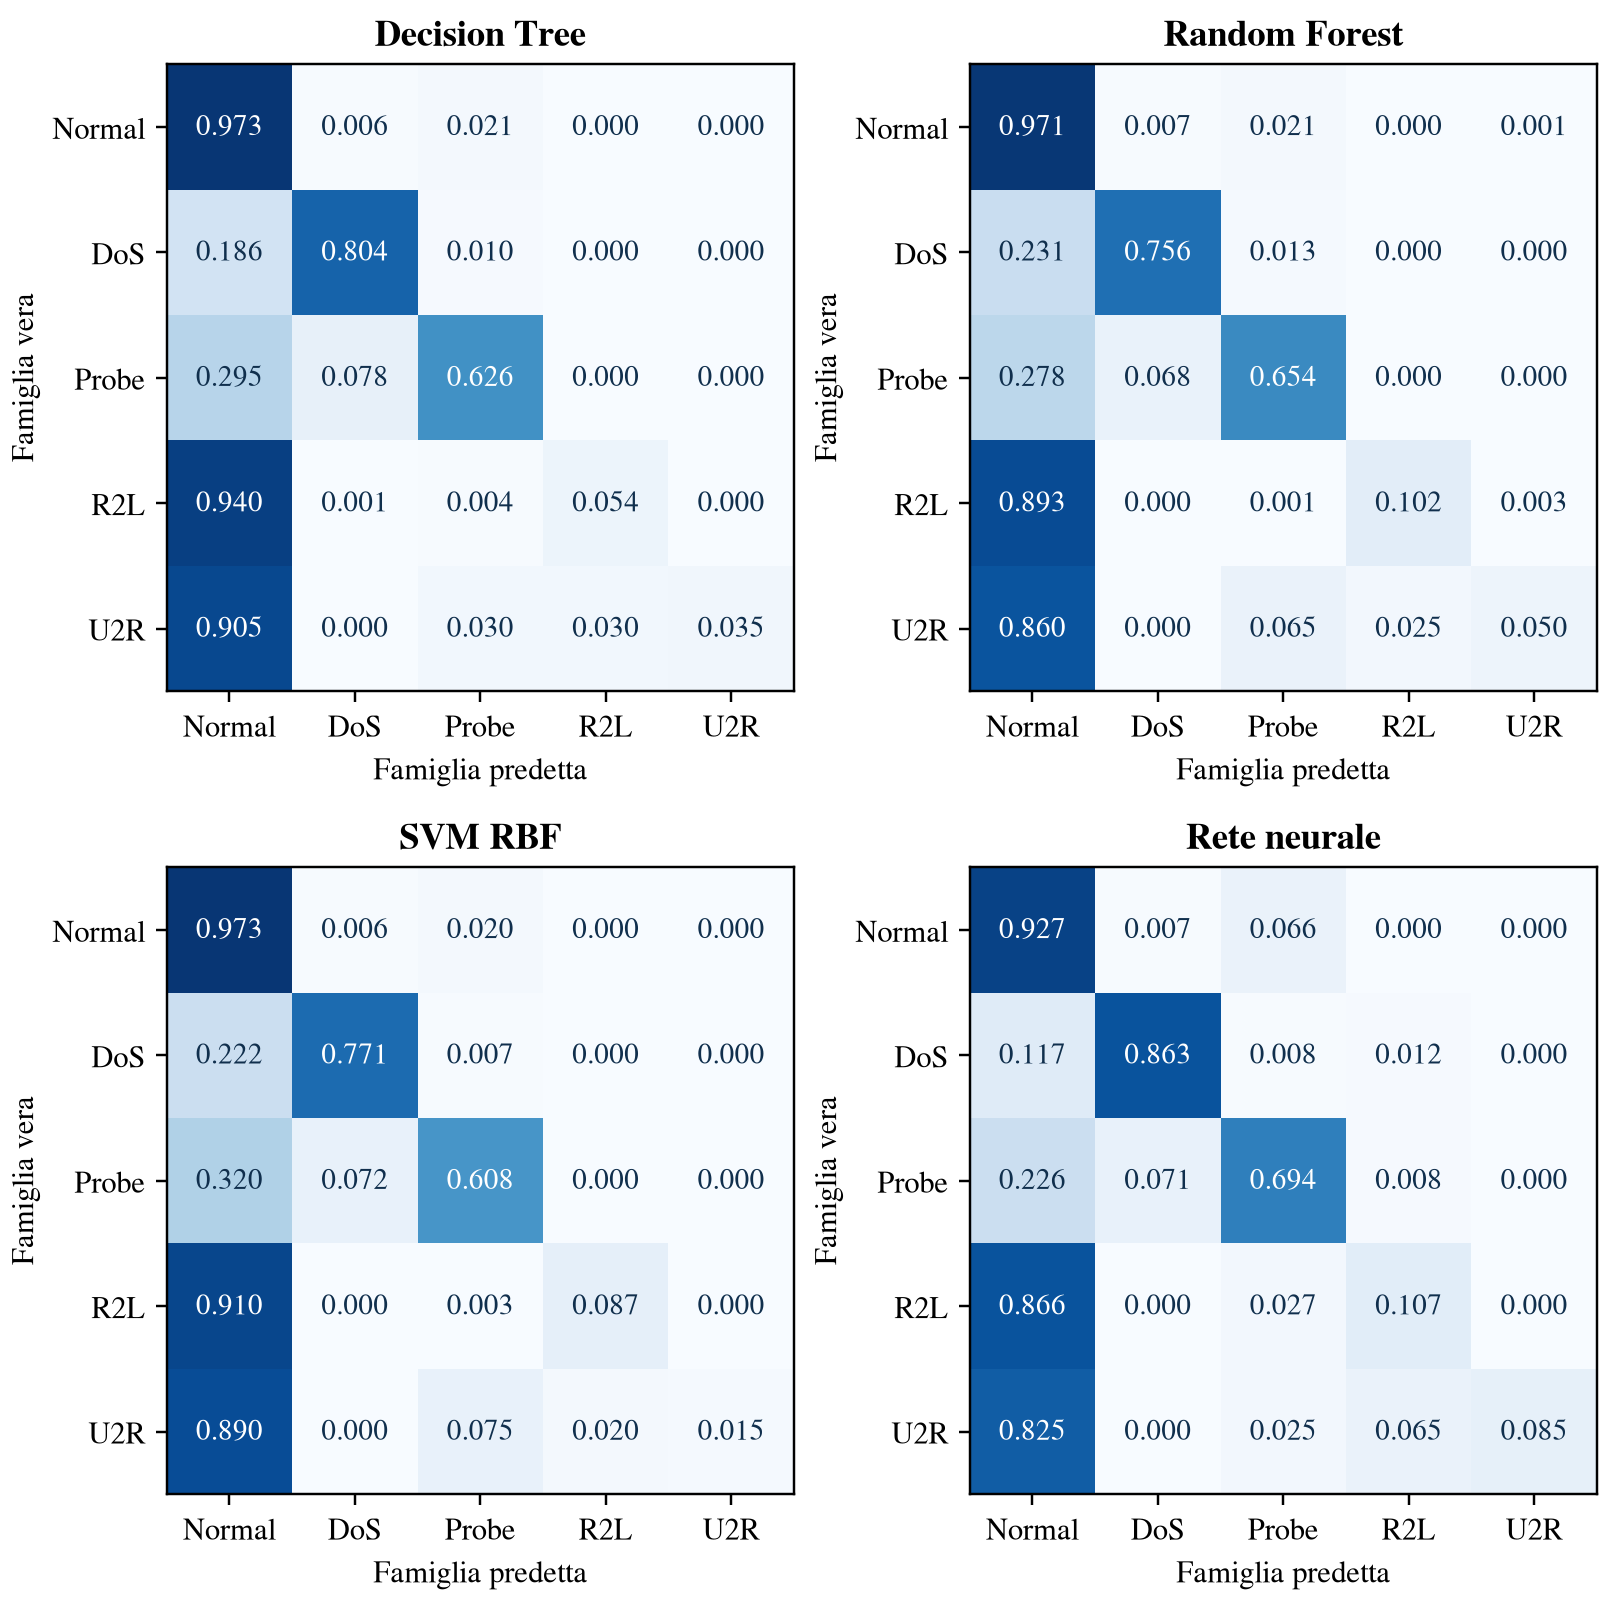 Decision Tree
Famiglia vera
Normal 0.973 0.006 0.021 0.000 0.000
DoS 0.186 0.804 0.010 0.000 0.000
Probe 0.295 0.078 0.626 0.000 0.000
R2L 0.940 0.001 0.004 0.054 0.000
U2R 0.905 0.000 0.030 0.030 0.035
Normal DoS Probe R2L U2R
Famiglia predetta
Random Forest
Famiglia vera
Normal 0.971 0.007 0.021 0.000 0.001
DoS 0.231 0.756 0.013 0.000 0.000
Probe 0.278 0.068 0.654 0.000 0.000
R2L 0.893 0.000 0.001 0.102 0.003
U2R 0.860 0.000 0.065 0.025 0.050
Normal DoS Probe R2L U2R
Famiglia predetta
SVM RBF
Famiglia vera
Normal 0.973 0.006 0.020 0.000 0.000
DoS 0.222 0.771 0.007 0.000 0.000
Probe 0.320 0.072 0.608 0.000 0.000
R2L 0.910 0.000 0.003 0.087 0.000
U2R 0.890 0.000 0.075 0.020 0.015
Normal DoS Probe R2L U2R
Famiglia predetta
Rete neurale
Famiglia vera
Normal 0.927 0.007 0.066 0.000 0.000
DoS 0.117 0.863 0.008 0.012 0.000
Probe 0.226 0.071 0.694 0.008 0.000
R2L 0.866 0.000 0.027 0.107 0.000
U2R 0.825 0.000 0.025 0.065 0.085
Normal DoS Probe R2L U2R
Famiglia predetta